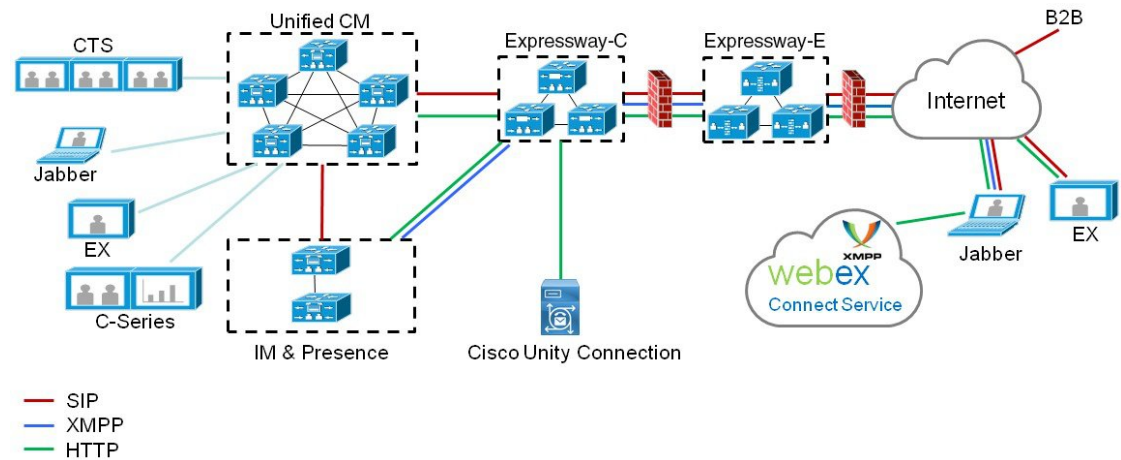 Unified CM
B2B
CTS
Expressway-C
Expressway-E
Internet
Jabber
EX
XMPP
webex
Connect Service
Jabber
EX
C-Series
IM & Presence
Cisco Unity Connection
SIP
XMPP
HTTP